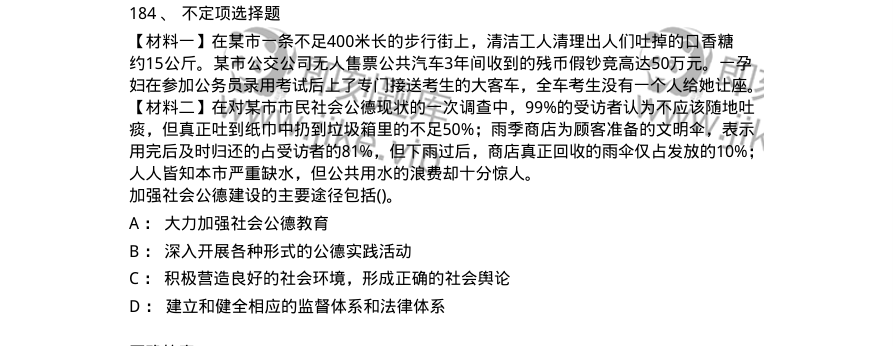 184 、 不定项选择题
【材料一】在某市一条不足400米长的步行街上，清洁工人清理出人们吐掉的口香糖
约15公斤。某市公交公司无人售票公共汽车3年间收到的残币假钞竟高达50万元。一孕
妇在参加公务员录用考试后上了专门接送考生的大客车，全车考生没有一个人给她让座。
【材料二】在对某市市民社会公德现状的一次调查中，99%的受访者认为不应该随地吐
痰，但真正吐到纸巾中扔到垃圾箱里的不足50%；雨季商店为顾客准备的文明伞，表示
用完后及时归还的占受访者的81%，但下雨过后，商店真正回收的雨伞仅占发放的10%；
人人皆知本市严重缺水，但公共用水的浪费却十分惊人。
加强社会公德建设的主要途径包括()。
A： 大力加强社会公德教育
B： 深入开展各种形式的公德实践活动
C： 积极营造良好的社会环境，形成正确的社会舆论
D： 建立和健全相应的监督体系和法律体系